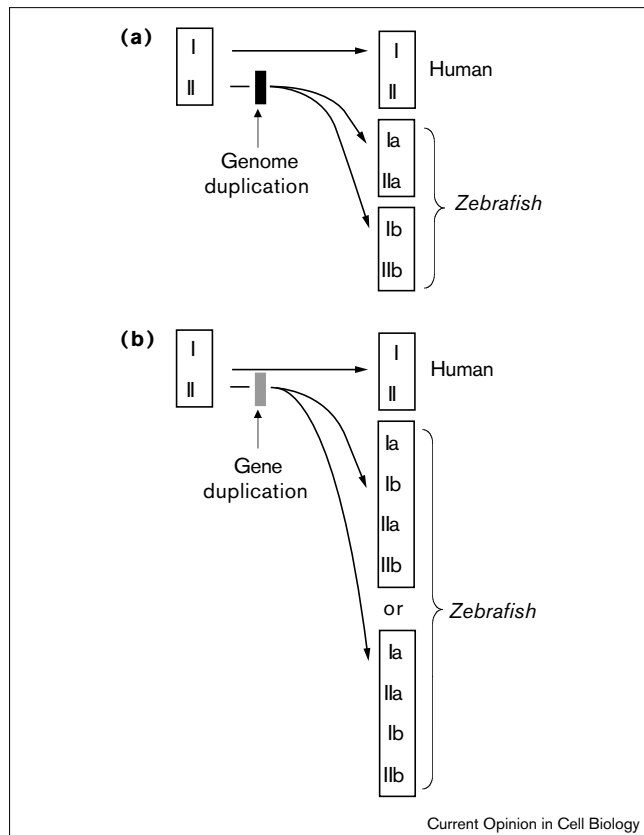 (a)
I
II
Genome
duplication
I
II
Human
Ia
IIa
Ib
IIb
Zebrafish
(b)
I
II
Gene
duplication
I
II
Human
Ia
Ib
IIa
IIb
or
Zebrafish
Ia
IIa
Ib
IIb
Current Opinion in Cell Biology